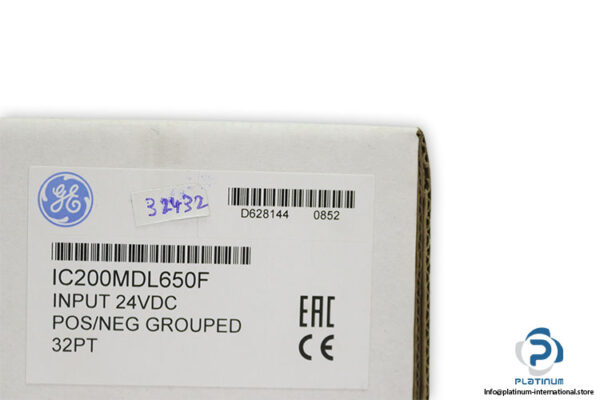 GE
32432
D628144 0852
IC200MDL650F
INPUT 24VDC
POS/NEG GROUPED
32PT
EAC
CE
PLATINUM
Info@platinum-international.store